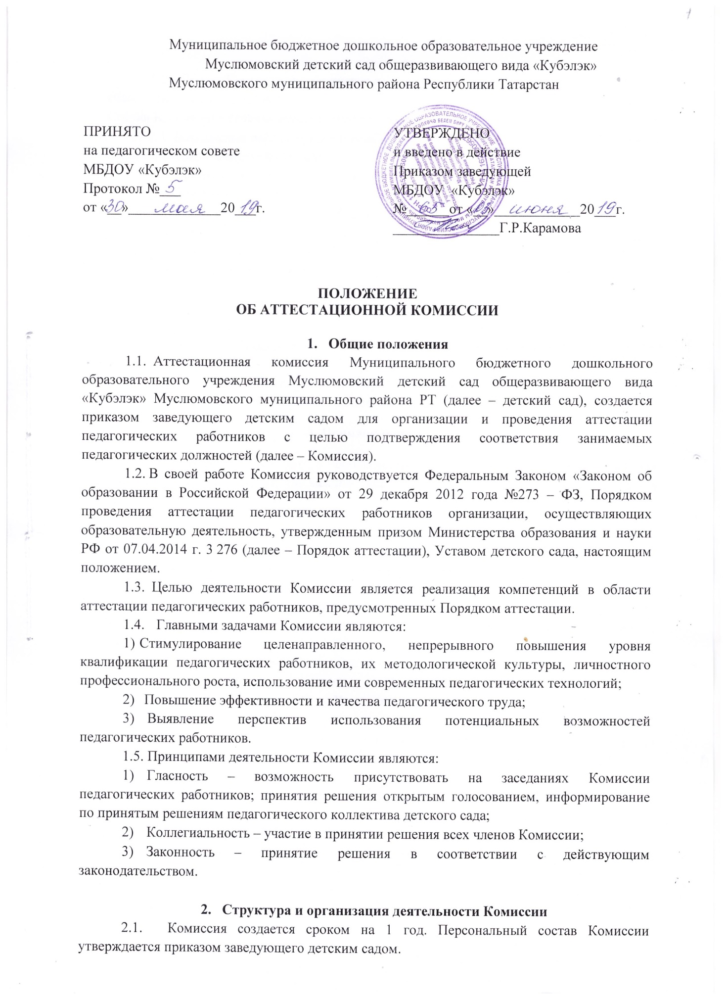 1
Муниципальное бюджетное дошкольное образовательное учреждение
Муслюмовский детский сад общеразвивающего вида «Кубэлэк»
Муслюмовского муниципального района Республики Татарстан
ПРИНЯТО
на педагогическом совете
МБДОУ «Кубэлэк»
Протокол № 5
от «30» мая 2019г.
УТВЕРЖДЕНО
и введено в действие
Приказом заведующей
МБДОУ «Кубэлэк»
№ 65 от « » июня 2019г.
Г.Р.Карамова
ПОЛОЖЕНИЕ
ОБ АТТЕСТАЦИОННОЙ КОМИССИИ
1. Общие положения
1.1. Аттестационная комиссия Муниципального бюджетного дошкольного
образовательного учреждения Муслюмовский детский сад общеразвивающего вида
«Кубэлэк» Муслюмовского муниципального района РТ (далее – детский сад), создается
приказом заведующего детским садом для организации и проведения аттестации
педагогических работников с целью подтверждения соответствия занимаемых
педагогических должностей (далее – Комиссия).
1.2. В своей работе Комиссия руководствуется Федеральным Законом «Законом об
образовании в Российской Федерации» от 29 декабря 2012 года №273 – ФЗ, Порядком
проведения аттестации педагогических работников организации, осуществляющих
образовательную деятельность, утвержденным призом Министерства образования и науки
РФ от 07.04.2014 г. 3 276 (далее – Порядок аттестации), Уставом детского сада, настоящим
положением.
1.3. Целью деятельности Комиссии является реализация компетенций в области
аттестации педагогических работников, предусмотренных Порядком аттестации.
1.4. Главными задачами Комиссии являются:
1) Стимулирование целенаправленного, непрерывного повышения уровня
квалификации педагогических работников, их методологической культуры, личностного
профессионального роста, использование ими современных педагогических технологий;
2) Повышение эффективности и качества педагогического труда;
3) Выявление перспектив использования потенциальных возможностей
педагогических работников.
1.5. Принципами деятельности Комиссии являются:
1) Гласность – возможность присутствовать на заседаниях Комиссии
педагогических работников; принятия решения открытым голосованием, информирование
по принятым решениям педагогического коллектива детского сада;
2) Коллегиальность – участие в принятии решения всех членов Комиссии;
3) Законность – принятие решения в соответствии с действующим
законодательством.
2. Структура и организация деятельности Комиссии
2.1. Комиссия создается сроком на 1 год. Персональный состав Комиссии
утверждается приказом заведующего детским садом.